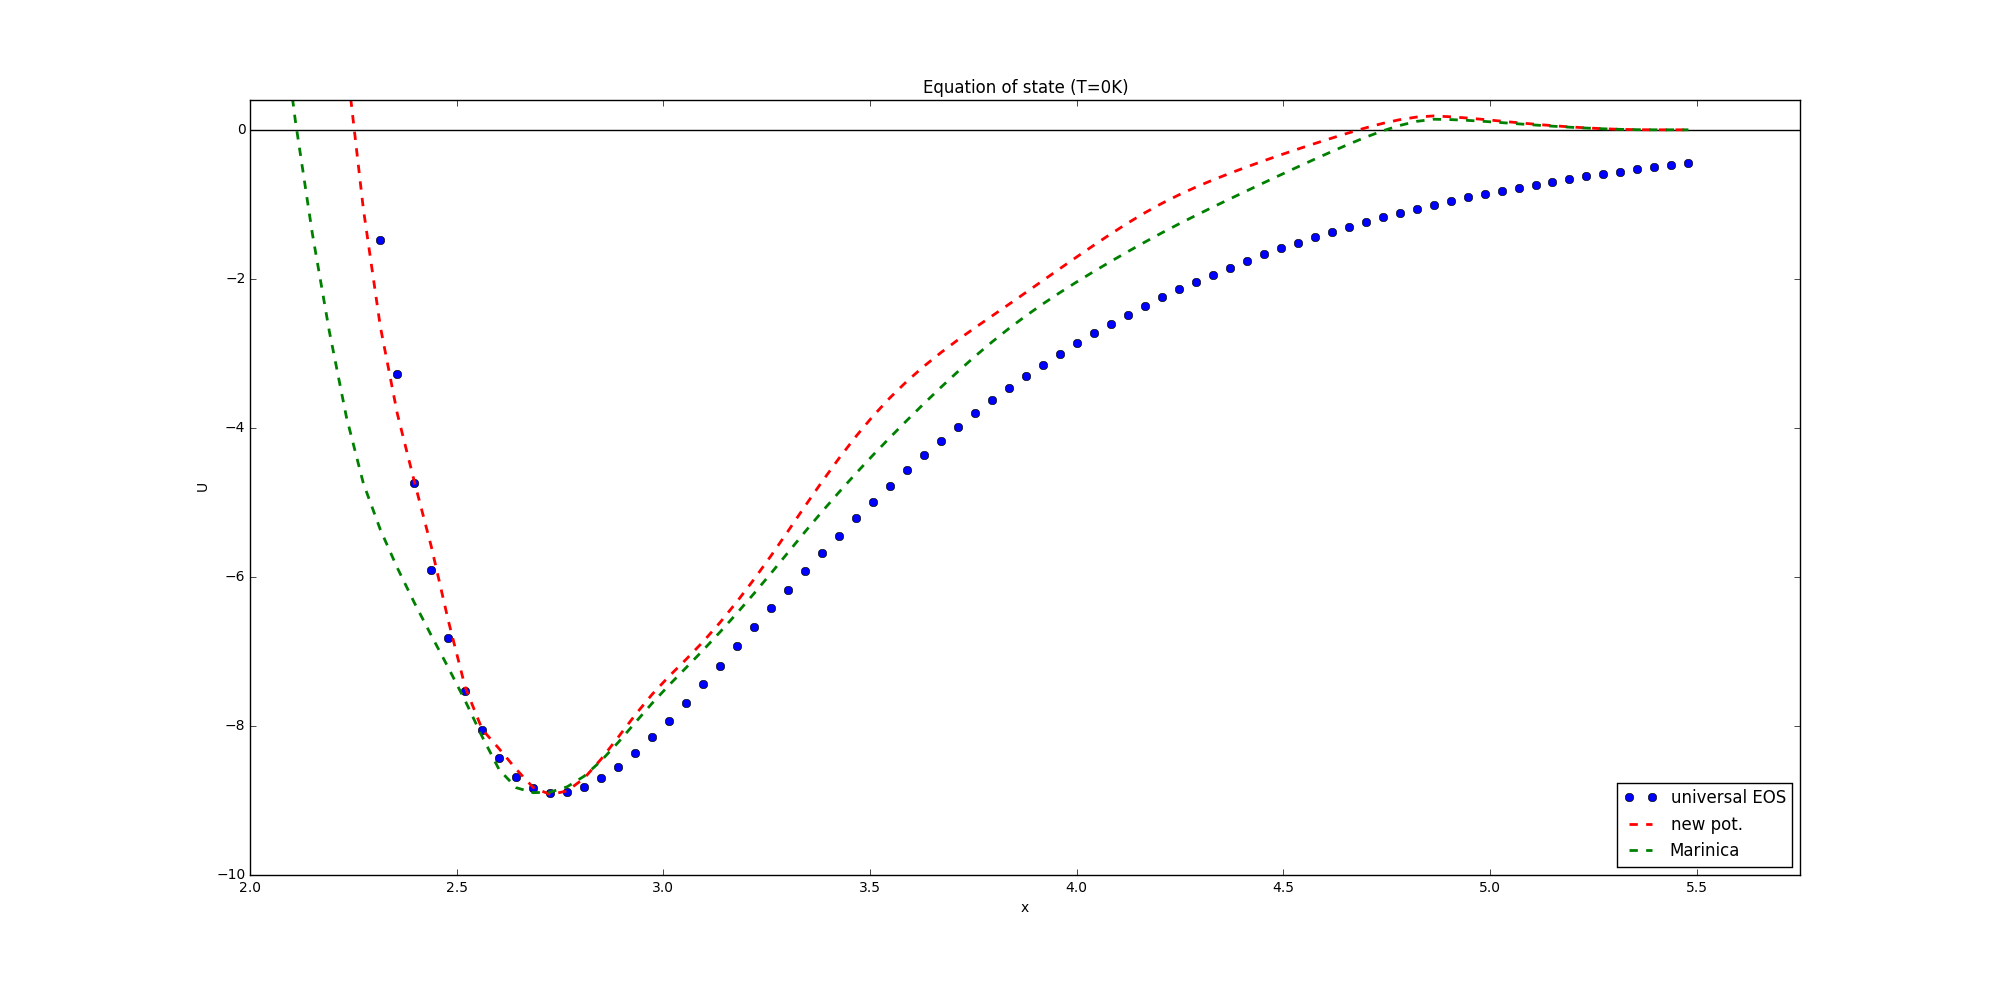 Equation of state (T=0K)
0
−2
−4
−6
−8
−10
U
2.0 2.5 3.0 3.5 4.0 4.5 5.0 5.5
x
universal EOS
new pot.
Marinica